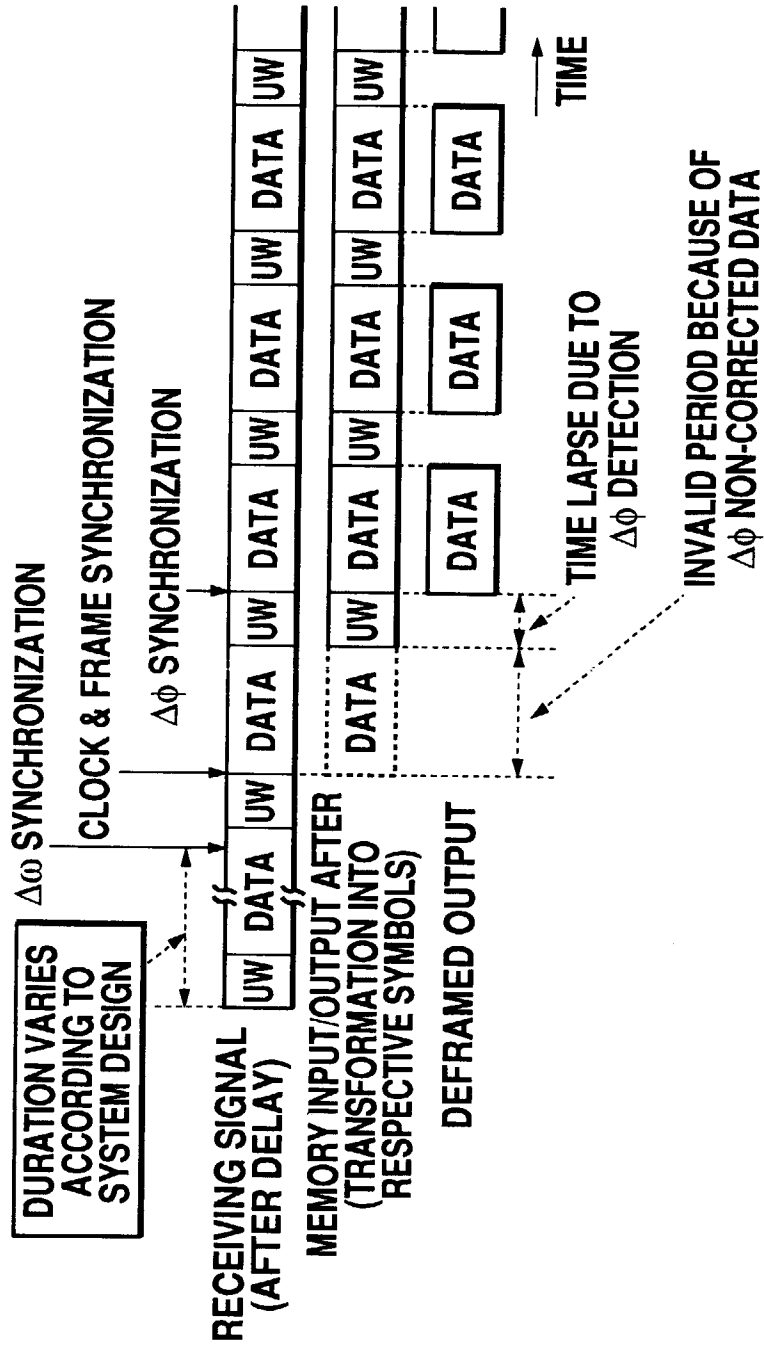 DURATION VARIES
ACCORDING TO
SYSTEM DESIGN
Δω SYNCHRONIZATION
CLOCK & FRAME SYNCHRONIZATION
Δϕ SYNCHRONIZATION
RECEIVING SIGNAL
(AFTER DELAY)
UW DATA UW DATA UW DATA UW DATA UW DATA UW
MEMORY INPUT/OUTPUT AFTER
(TRANSFORMATION INTO
RESPECTIVE SYMBOLS)
DATA UW DATA UW DATA UW DATA UW
DEFRAMED OUTPUT
DATA DATA DATA
TIME
TIME LAPSE DUE TO
Δϕ DETECTION
INVALID PERIOD BECAUSE OF
Δϕ NON-CORRECTED DATA